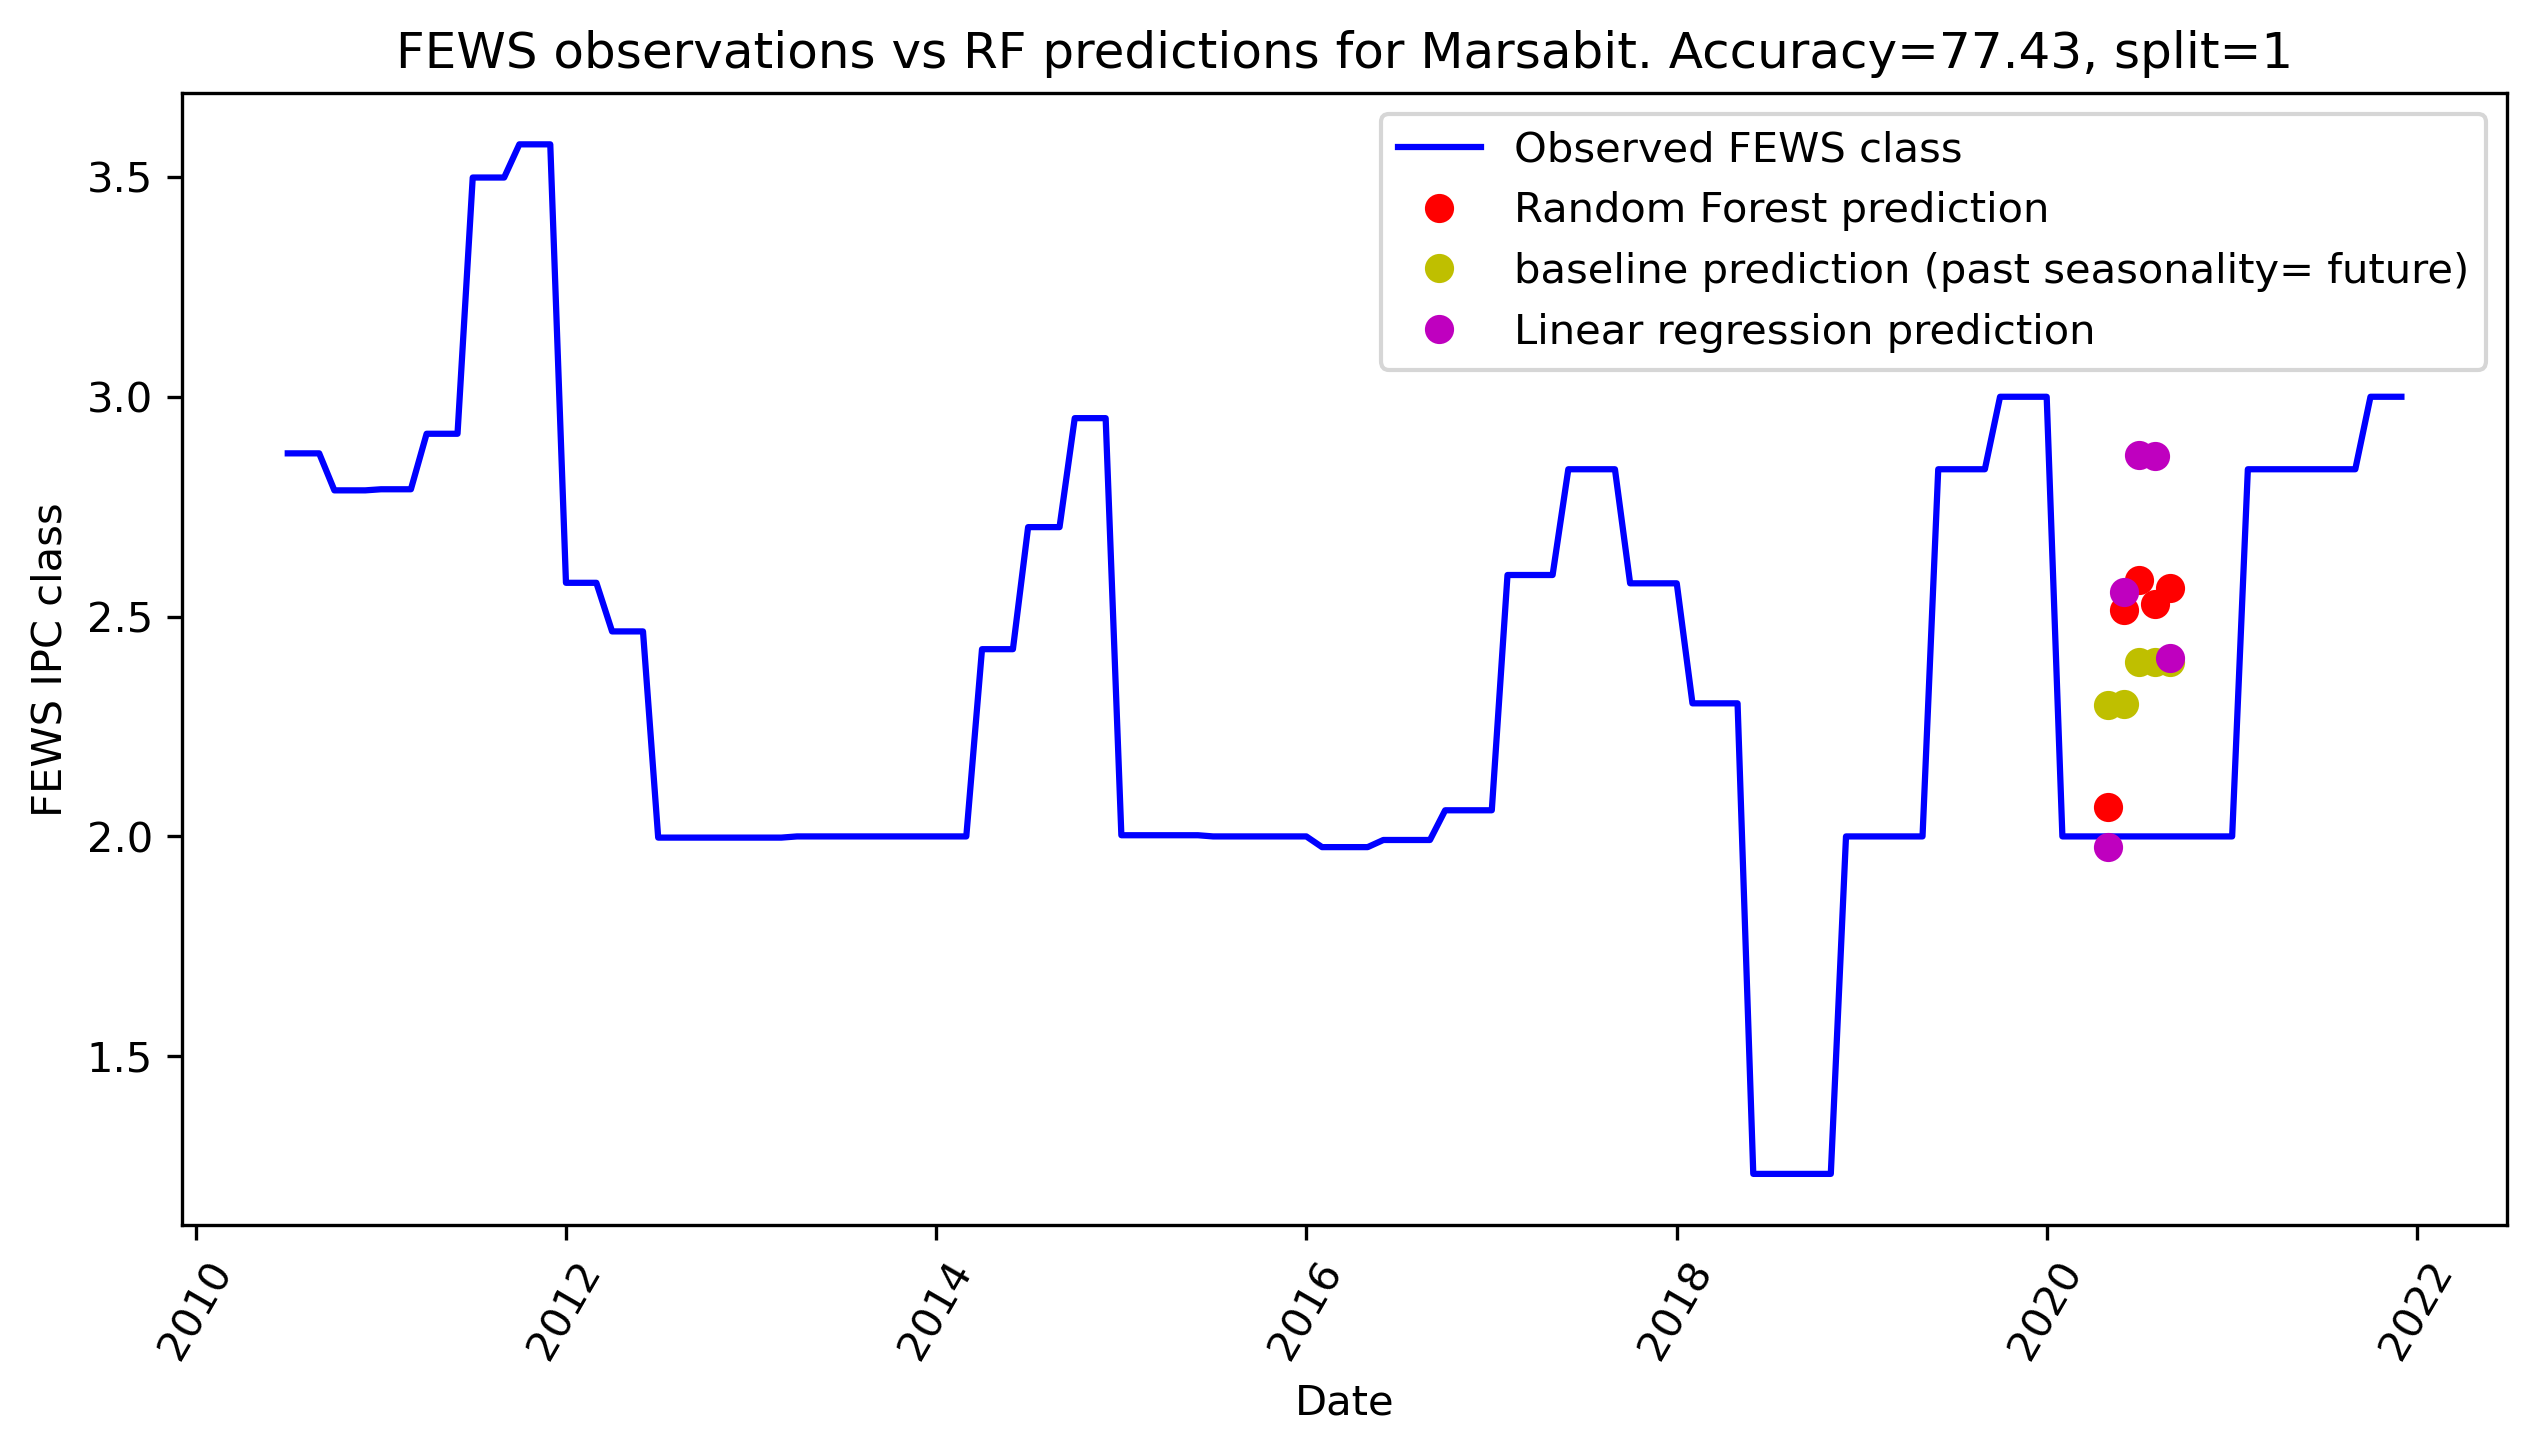 FEWS observations vs RF predictions for Marsabit. Accuracy=77.43, split=1
Observed FEWS class
Random Forest prediction
baseline prediction (past seasonality= future)
Linear regression prediction
FEWS IPC class
3.5
3.0
2.5
2.0
1.5
2010
2012
2014
2016
2018
2020
2022
Date